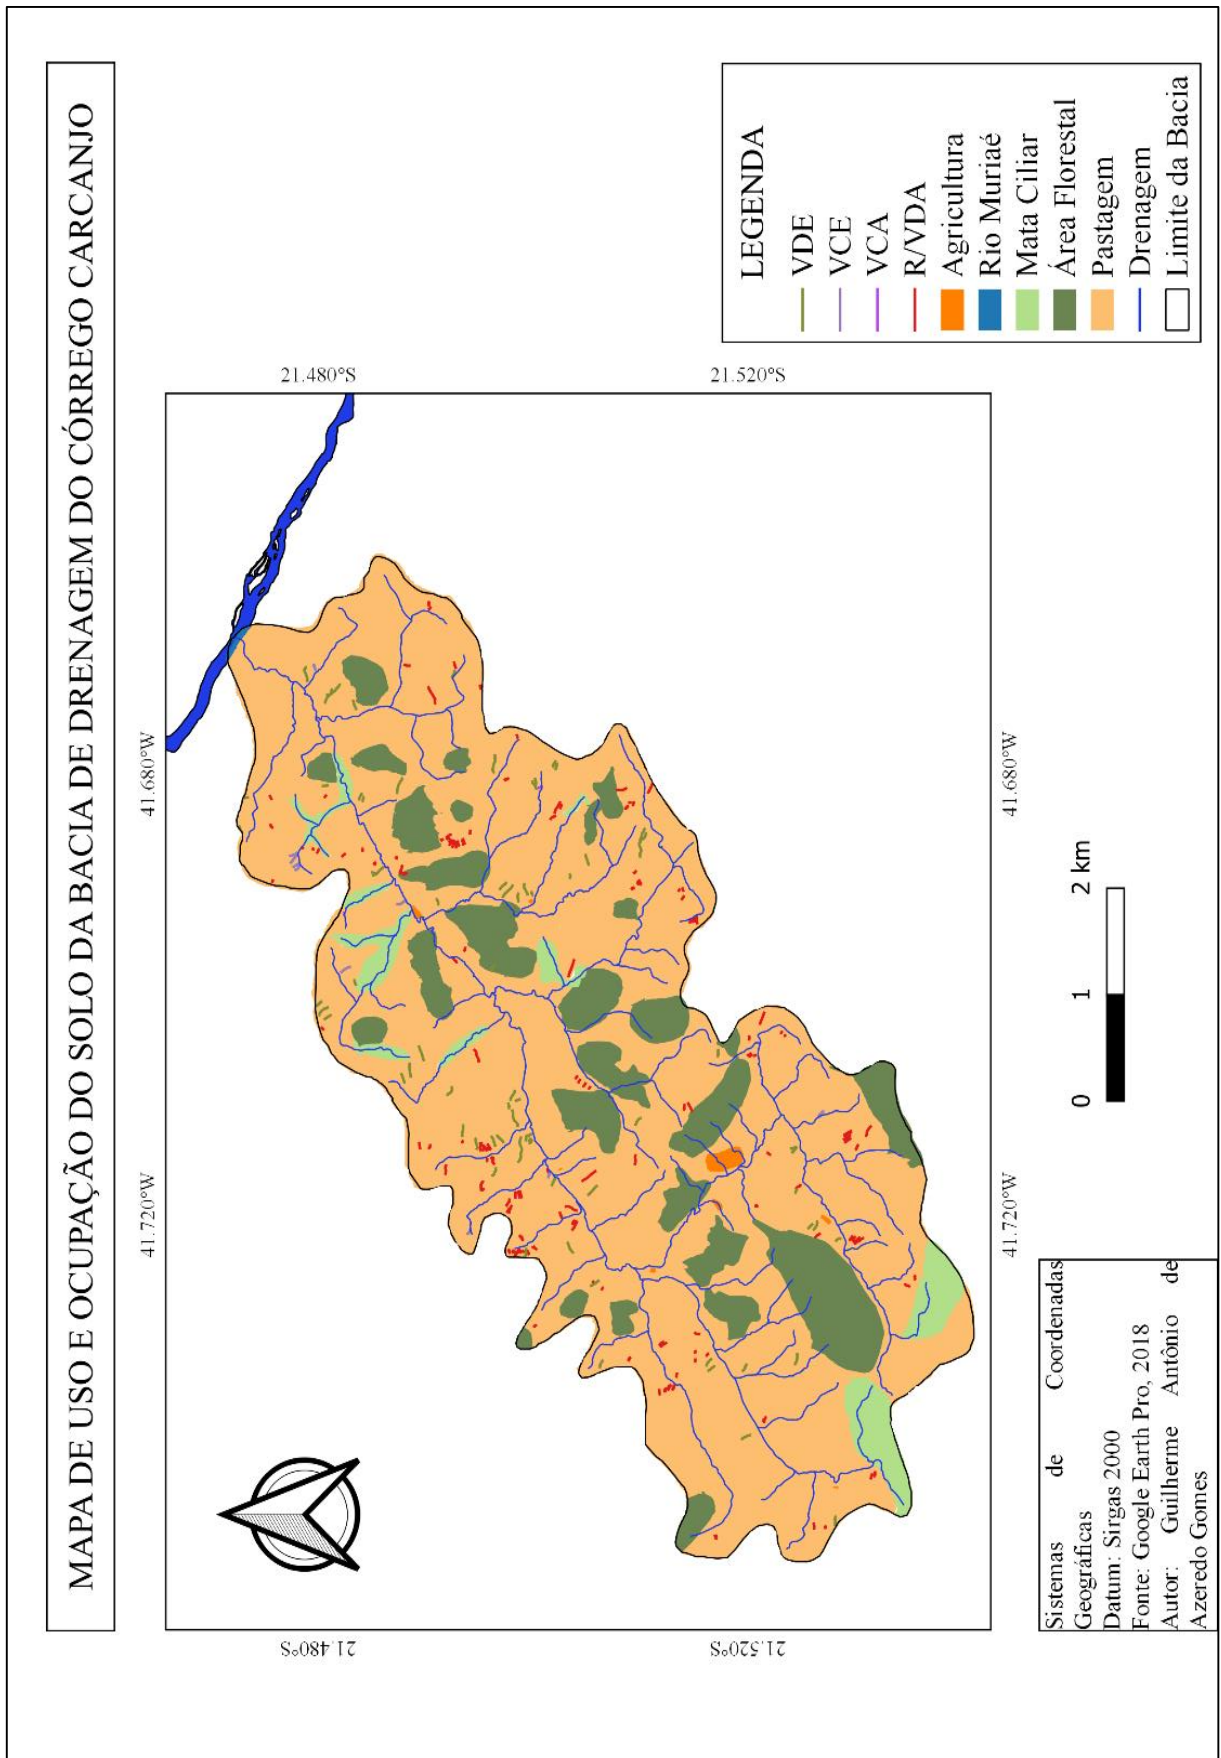 MAPA DE USO E OCUPAÇÃO DO SOLO DA BACIA DE DRENAGEM DO CÓRREGO CARCANJO
41.720°W
41.680°W
21.480°S
21.480°S
21.520°S
21.520°S
41.720°W
41.680°W
0 1 2 km
LEGENDA
VDE
VCE
VCA
R/VDA
Agricultura
Rio Muriaé
Mata Ciliar
Área Florestal
Pastagem
Drenagem
Limite da Bacia
Sistemas de Coordenadas
Geográficas
Datum: Sirgas 2000
Fonte: Google Earth Pro, 2018
Autor: Guilherme Antônio de
Azeredo Gomes